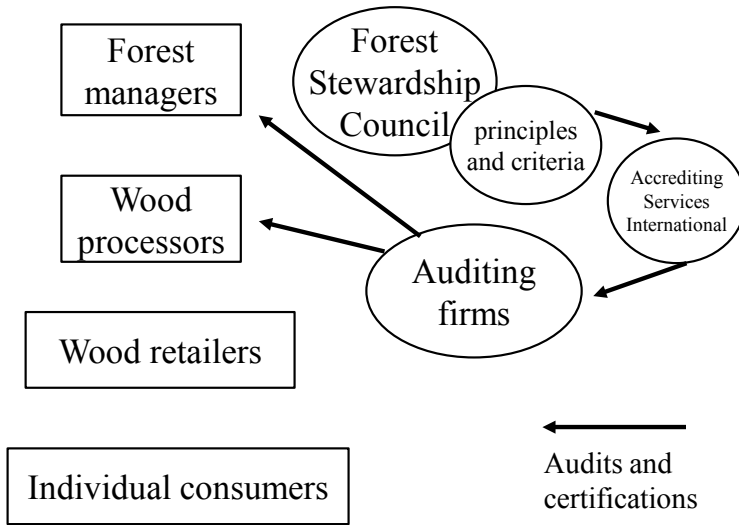 Forest
managers
Forest
Stewardship
Council
principles
and criteria
Accrediting
Services
International
Wood
processors
Auditing
firms
Wood retailers
Individual consumers
Audits and
certifications